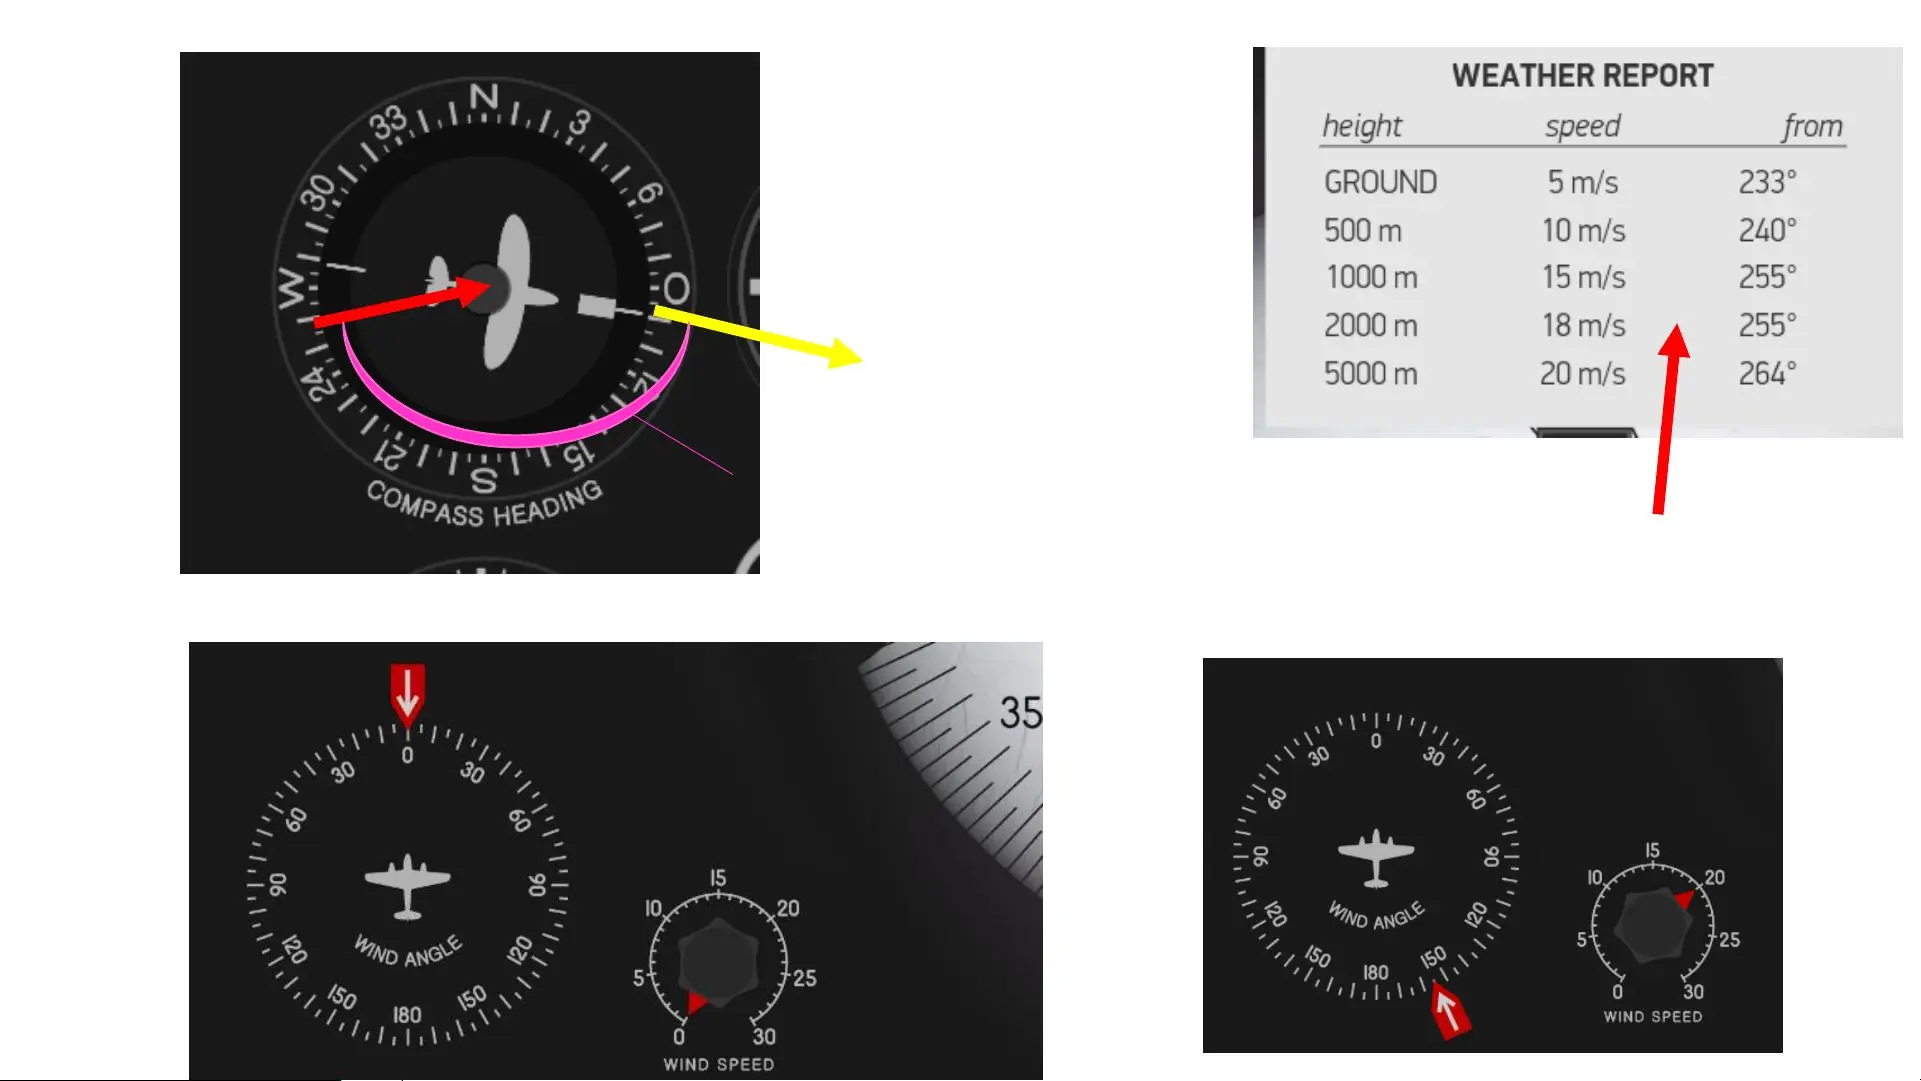 N
33
3
30
6
W
O
24
12
21
15
S
COMPASS HEADING
WEATHER REPORT
height speed from
GROUND 5 m/s 233°
500 m 10 m/s 240°
1000 m 15 m/s 255°
2000 m 18 m/s 255°
5000 m 20 m/s 264°
35
0
30 30
60 60
90 90
120 120
150 150
180
WIND ANGLE
15
10 20
5 25
0 30
WIND SPEED
0
30 30
60 60
90 90
120 120
150 150
180
WIND ANGLE
15
10 20
5 25
0 30
WIND SPEED